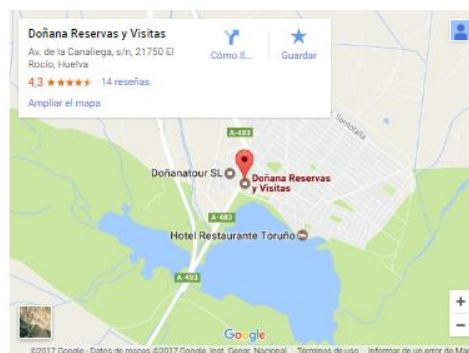 Doñana Reservas y Visitas
Av. de la Canaliega, s/n, 21750 El
Rocío, Huelva
4,3 14 reseñas
Ampliar el mapa
Cómo ll...
Guardar
A-483
Doñanatour SL
Doñana Reservas
y Visitas
A-483
Hotel Restaurante Toruño
A-483
Google
©2017 Google - Datos de mapas ©2017 Google, Inst. Geogr. Nacional Términos de uso Informar de un error de Maps